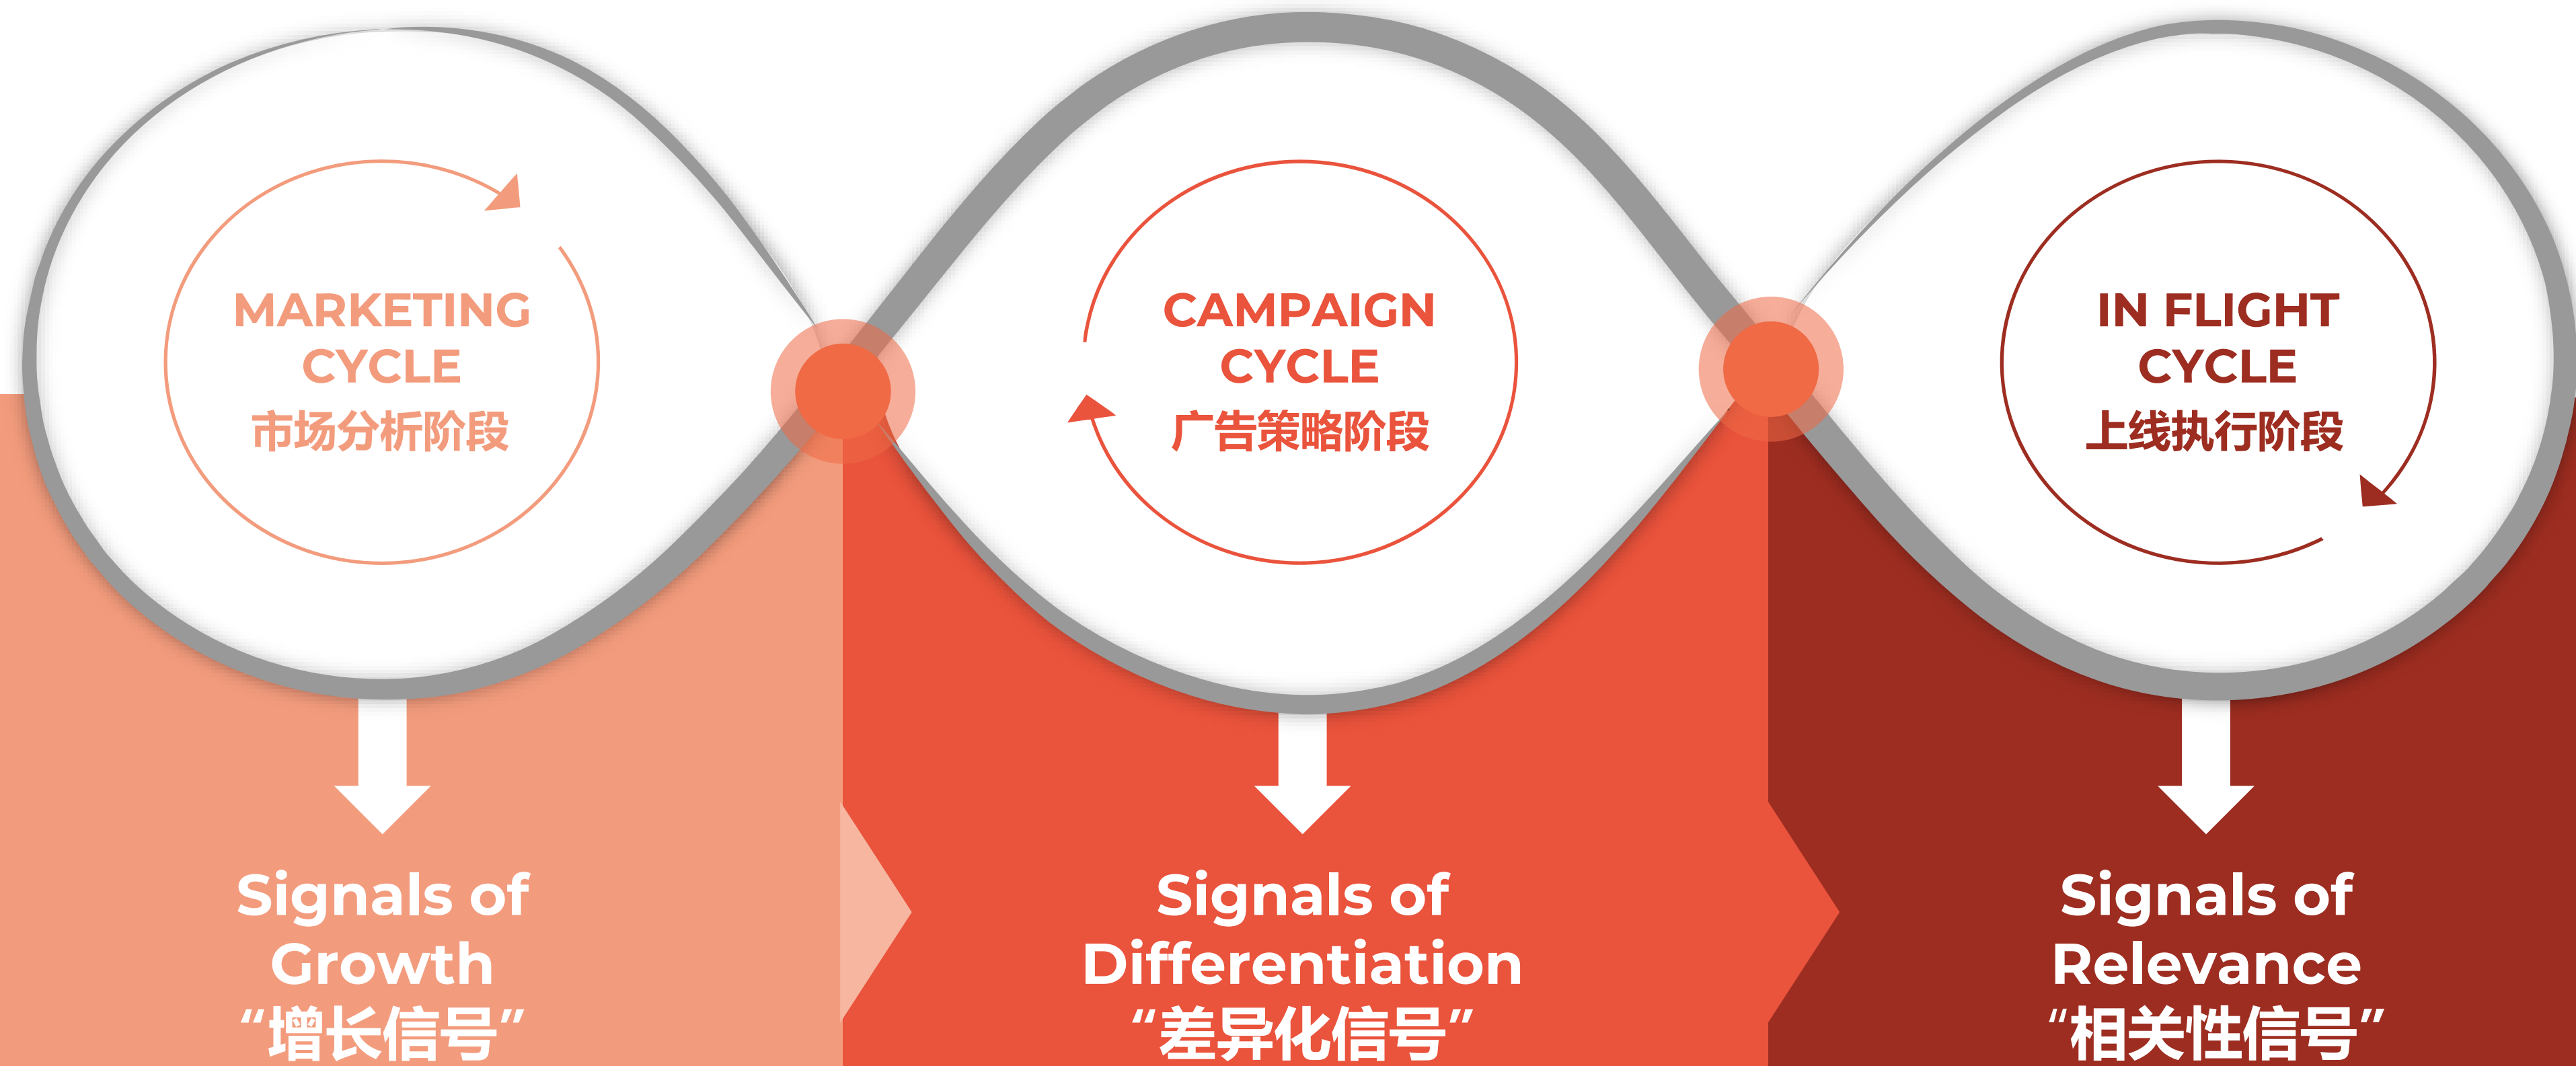 MARKETING
CYCLE
市场分析阶段
CAMPAIGN
CYCLE
广告策略阶段
IN FLIGHT
CYCLE
上线执行阶段
Signals of
Growth
“增长信号”
Signals of
Differentiation
“差异化信号”
Signals of
Relevance
“相关性信号”